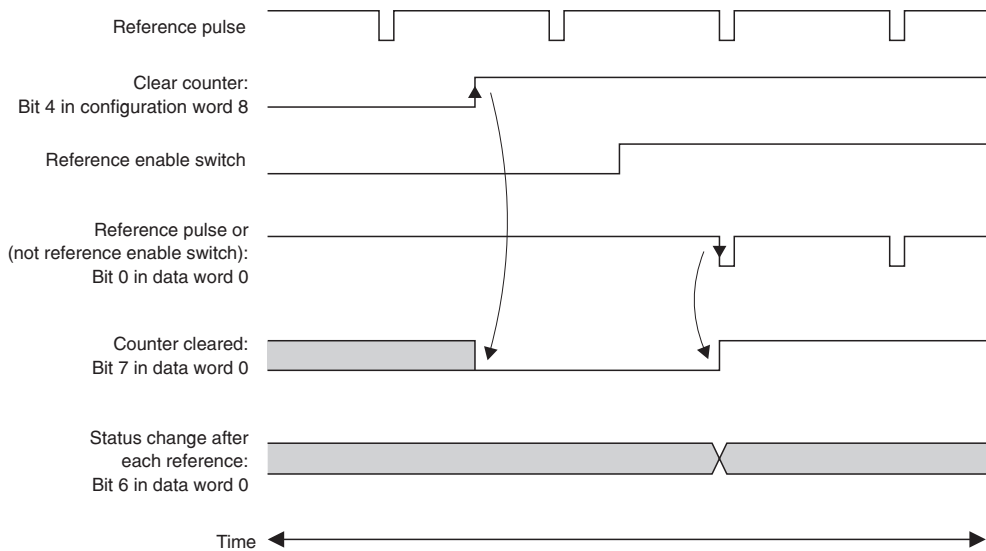 Reference pulse
Clear counter:
Bit 4 in configuration word 8
Reference enable switch
Reference pulse or
(not reference enable switch):
Bit 0 in data word 0
Counter cleared:
Bit 7 in data word 0
Status change after
each reference:
Bit 6 in data word 0
Time